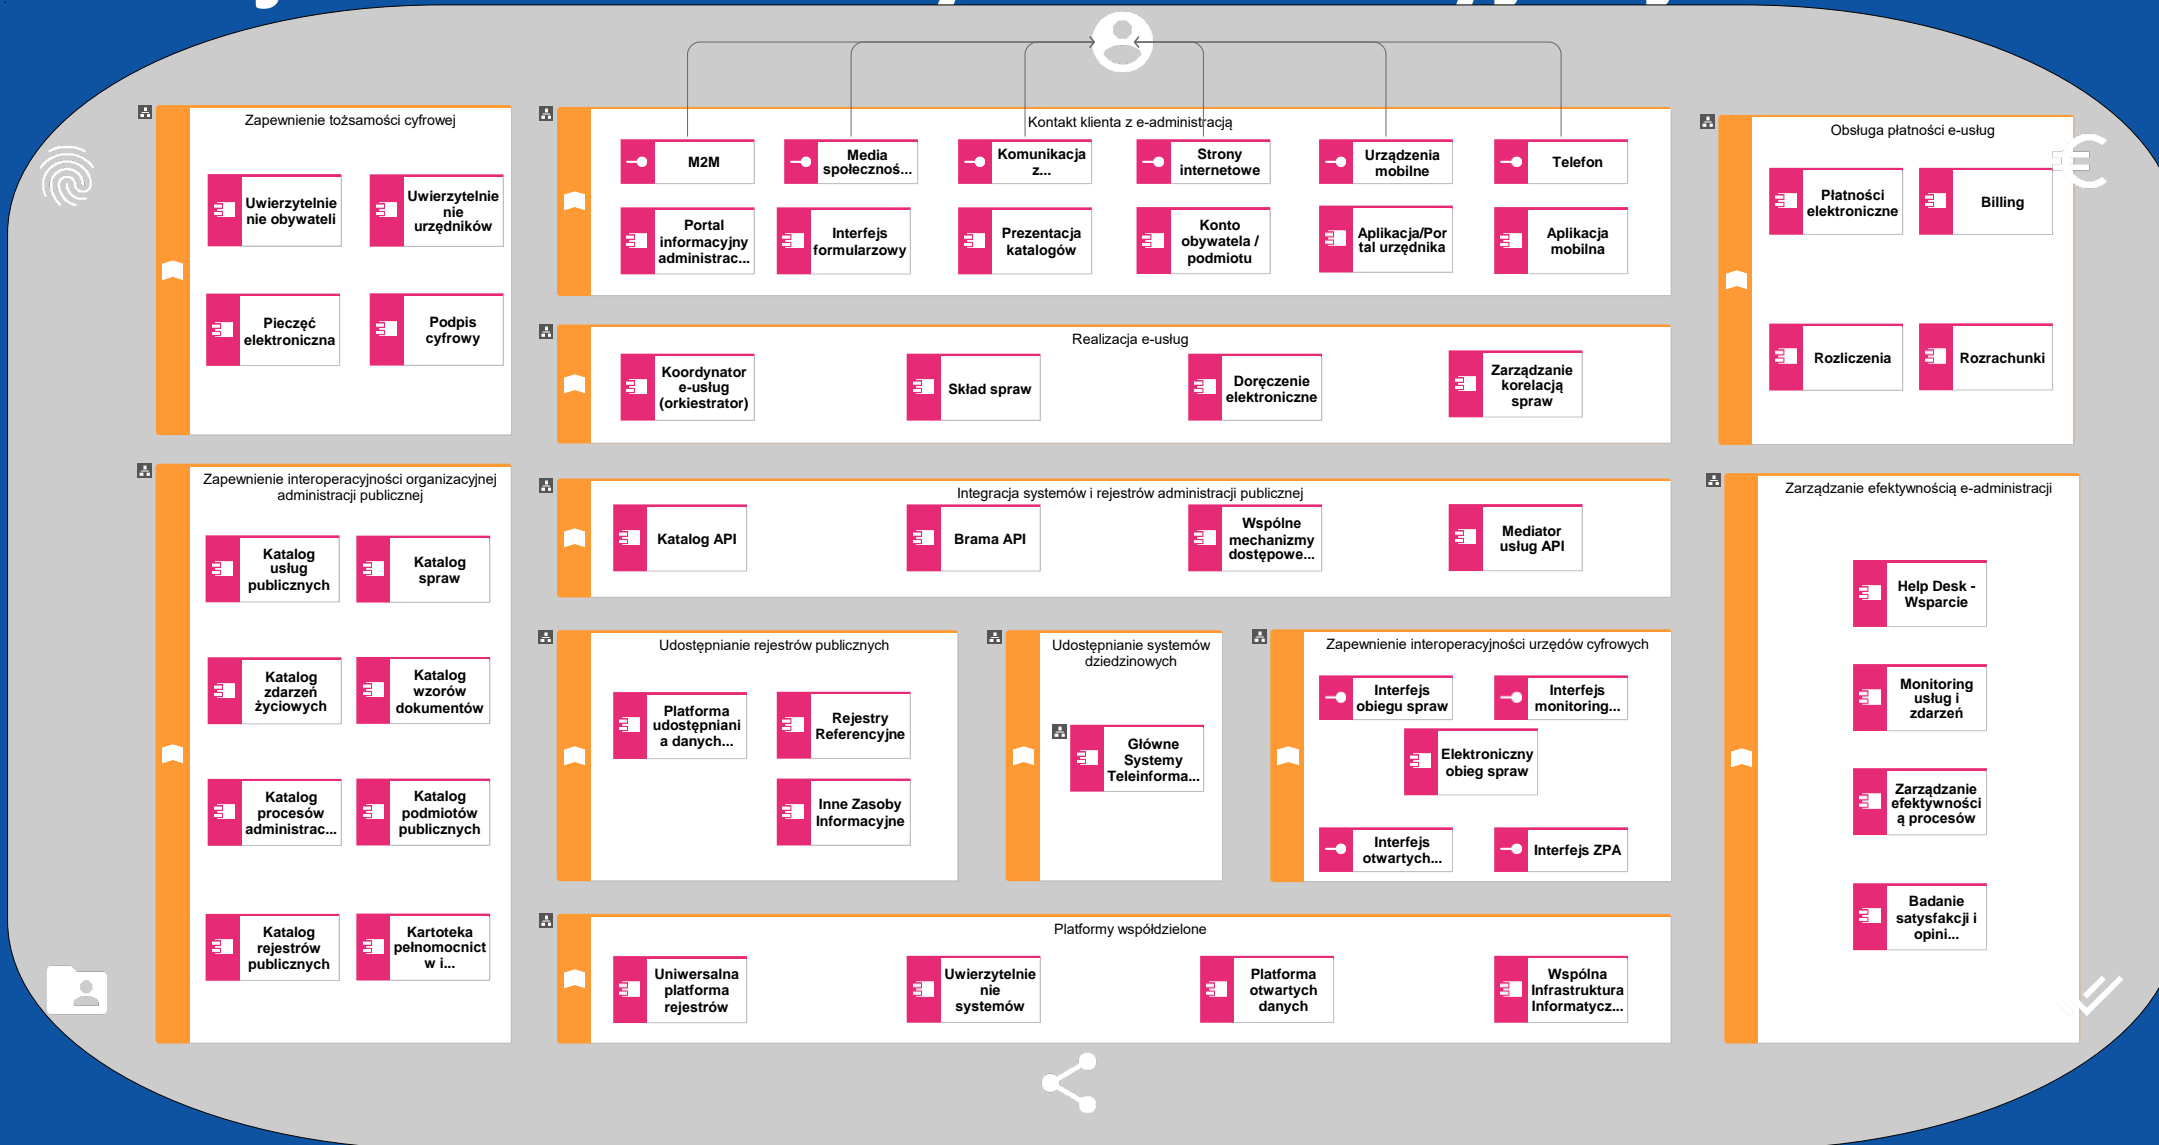 Zapewnienie tożsamości cyfrowej
Uwierzytelnie
nie obywateli
Uwierzytelnie
nie
urzędników
Pieczęć
elektroniczna
Podpis
cyfrowy
Kontakt klienta z e-administracją
M2M
Media
społecznoś...
Komunikacja
z...
Strony
internetowe
Urządzenia
mobilne
Telefon
Portal
informacyjny
administrac...
Interfejs
formularzowy
Prezentacja
katalogów
Konto
obywatela /
podmiotu
Aplikacja/Por
tal urzędnika
Aplikacja
mobilna
Obsługa płatności e-usług
Płatności
elektroniczne
Billing
Rozliczenia
Rozrachunki
Realizacja e-usług
Koordynator
e-usług
(orkiestrator)
Skład spraw
Doręczenie
elektroniczne
Zarządzanie
korelacją
spraw
Zapewnienie interoperacyjności organizacyjnej
administracji publicznej
Katalog
usług
publicznych
Katalog
spraw
Katalog
zdarzeń
życiowych
Katalog
wzorów
dokumentów
Katalog
procesów
administrac...
Katalog
podmiotów
publicznych
Katalog
rejestrów
publicznych
Kartoteka
pełnomocnict
w i...
Integracja systemów i rejestrów administracji publicznej
Katalog API
Brama API
Wspólne
mechanizmy
dostępowe...
Mediator
usług API
Zarządzanie efektywnością e-administracji
Help Desk -
Wsparcie
Monitoring
usług i
zdarzeń
Zarządzanie
efektywności
ą procesów
Badanie
satysfakcji i
opini...
Udostępnianie rejestrów publicznych
Platforma
udostępniani
a danych...
Rejestry
Referencyjne
Inne Zasoby
Informacyjne
Udostępnianie systemów
dziedzinowych
Główne
Systemy
Teleinforma...
Zapewnienie interoperacyjności urzędów cyfrowych
Interfejs
obiegu spraw
Interfejs
monitoring...
Elektroniczny
obieg spraw
Interfejs
otwartych...
Interfejs ZPA
Platformy współdzielone
Uniwersalna
platforma
rejestrów
Uwierzytelnie
nie
systemów
Platforma
otwartych
danych
Wspólna
Infrastruktura
Informatycz...